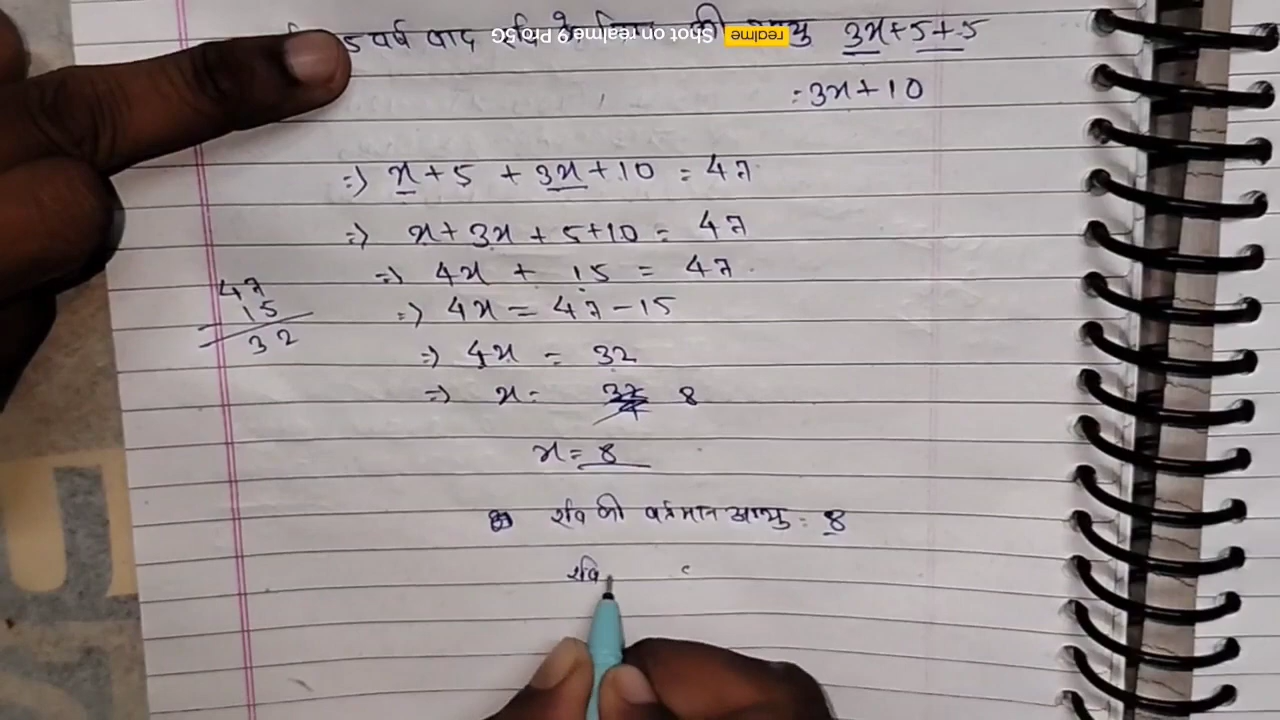 5 वर्ष बाद रवि के पिता की आयु 3x+5+5
realme Shot on realme 9 Pro 5G
= 3x+10
=> x+5 + 3x+10 = 47
=> x+3x+5+10 = 47
=> 4x + 15 = 47
=> 4x = 47-15
47
15
32
=> 4x = 32
=> x = 32/4 8
x = 8
रवि की वर्तमान आयु = 8
रवि